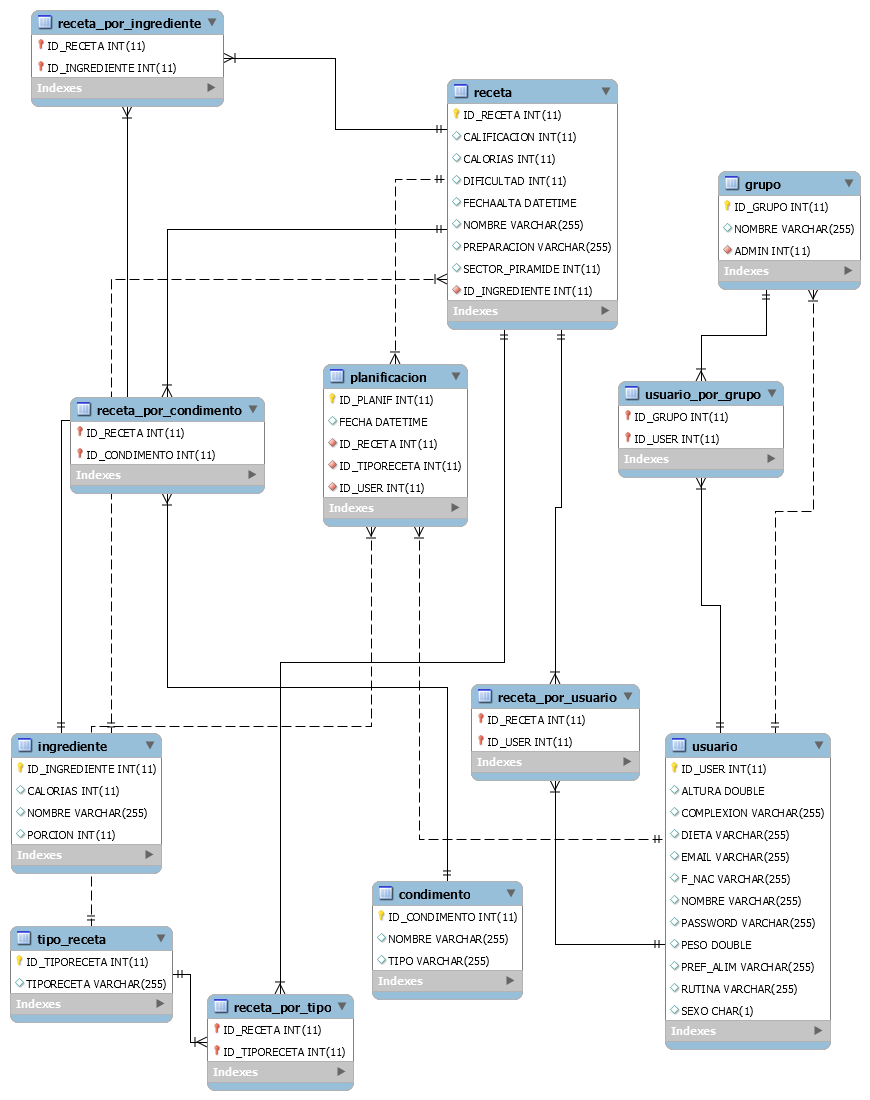 receta_por_ingrediente
ID_RECETA INT(11)
ID_INGREDIENTE INT(11)
Indexes
receta
ID_RECETA INT(11)
CALIFICACION INT(11)
CALORIAS INT(11)
DIFICULTAD INT(11)
FECHAALTA DATETIME
NOMBRE VARCHAR(255)
PREPARACION VARCHAR(255)
SECTOR_PIRAMIDE INT(11)
ID_INGREDIENTE INT(11)
Indexes
grupo
ID_GRUPO INT(11)
NOMBRE VARCHAR(255)
ADMIN INT(11)
Indexes
planificacion
ID_PLANIF INT(11)
FECHA DATETIME
ID_RECETA INT(11)
ID_TIPORECETA INT(11)
ID_USER INT(11)
Indexes
usuario_por_grupo
ID_GRUPO INT(11)
ID_USER INT(11)
Indexes
receta_por_condimento
ID_RECETA INT(11)
ID_CONDIMENTO INT(11)
Indexes
receta_por_usuario
ID_RECETA INT(11)
ID_USER INT(11)
Indexes
ingrediente
ID_INGREDIENTE INT(11)
CALORIAS INT(11)
NOMBRE VARCHAR(255)
PORCION INT(11)
Indexes
usuario
ID_USER INT(11)
ALTURA DOUBLE
COMPLEXION VARCHAR(255)
DIETA VARCHAR(255)
EMAIL VARCHAR(255)
F_NAC VARCHAR(255)
NOMBRE VARCHAR(255)
PASSWORD VARCHAR(255)
PESO DOUBLE
PREF_ALIM VARCHAR(255)
RUTINA VARCHAR(255)
SEXO CHAR(1)
Indexes
condimento
ID_CONDIMENTO INT(11)
NOMBRE VARCHAR(255)
TIPO VARCHAR(255)
Indexes
tipo_receta
ID_TIPORECETA INT(11)
TIPORECETA VARCHAR(255)
Indexes
receta_por_tipo
ID_RECETA INT(11)
ID_TIPORECETA INT(11)
Indexes